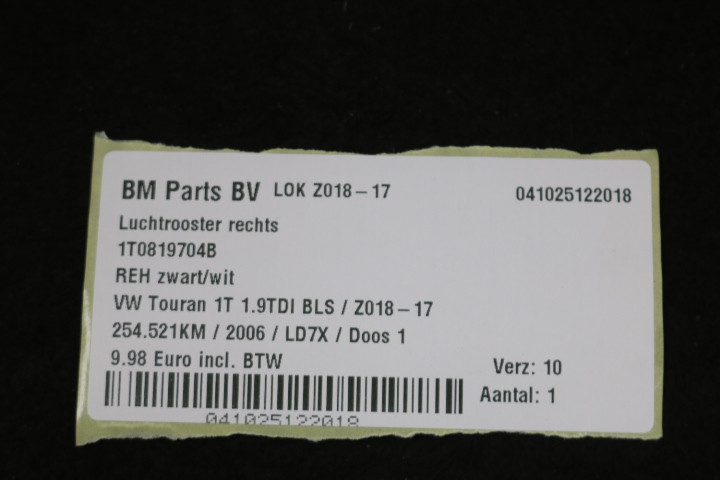 BM Parts BV LOK Z018-17 041025122018
Luchtrooster rechts
1T0819704B
REH zwart/wit
VW Touran 1T 1.9TDI BLS / Z018-17
254.521KM / 2006 / LD7X / Doos 1
9.98 Euro incl. BTW Verz: 10
Aantal: 1
041025122018